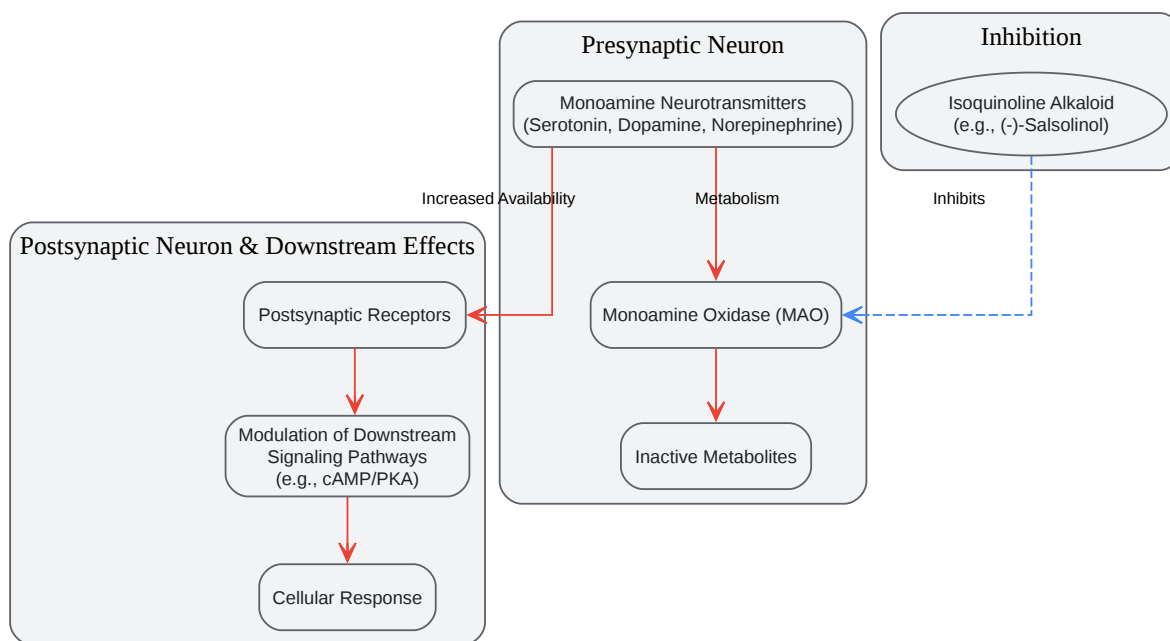 Presynaptic Neuron
Monoamine Neurotransmitters
(Serotonin, Dopamine, Norepinephrine)
Inhibition
Isoquinoline Alkaloid
(e.g., (-)-Salsolinol)
Increased Availability
Metabolism
Inhibits
Postsynaptic Neuron & Downstream Effects
Postsynaptic Receptors
Monoamine Oxidase (MAO)
Modulation of Downstream
Signaling Pathways
(e.g., cAMP/PKA)
Inactive Metabolites
Cellular Response